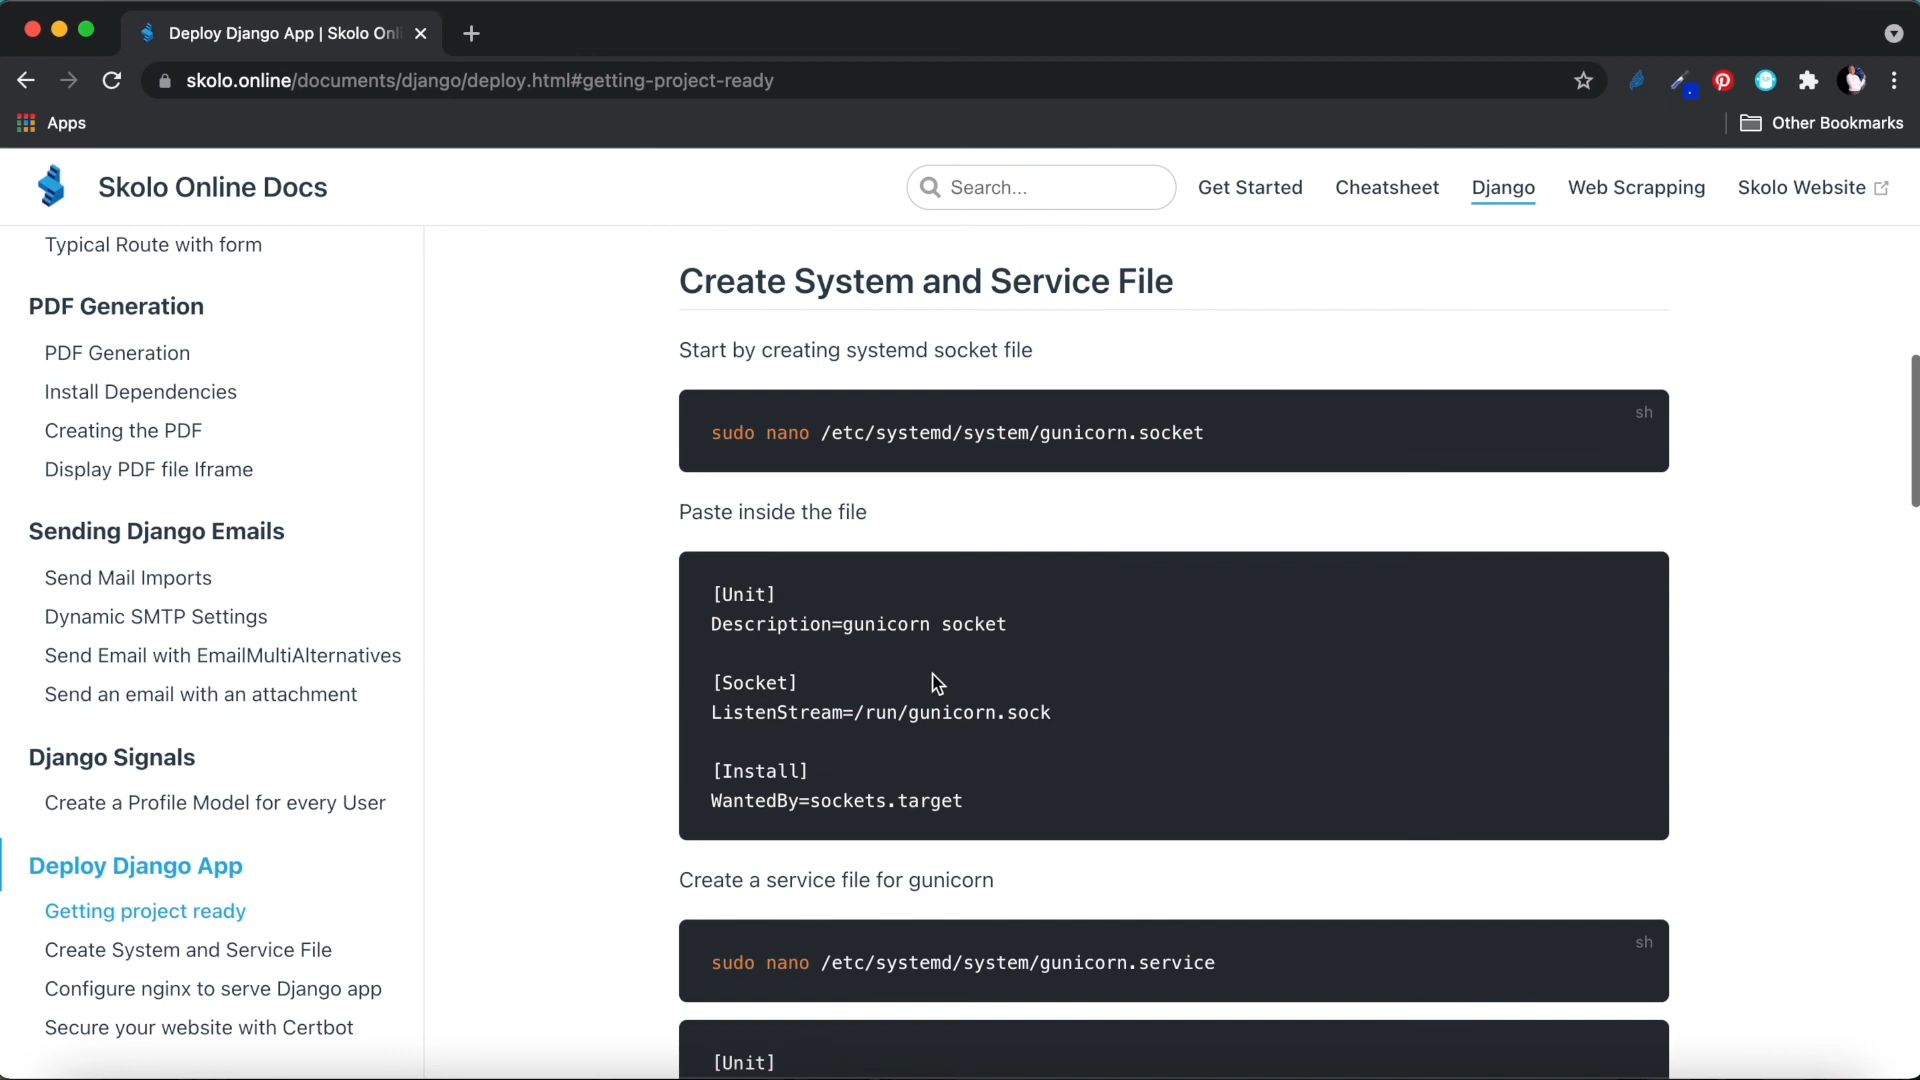 Deploy Django App | Skolo Onli
skolo.online/documents/django/deploy.html#getting-project-ready
Apps
Other Bookmarks
Skolo Online Docs
Search...
Get Started
Cheatsheet
Django
Web Scrapping
Skolo Website
Typical Route with form
PDF Generation
PDF Generation
Install Dependencies
Creating the PDF
Display PDF file Iframe
Sending Django Emails
Send Mail Imports
Dynamic SMTP Settings
Send Email with EmailMultiAlternatives
Send an email with an attachment
Django Signals
Create a Profile Model for every User
Deploy Django App
Getting project ready
Create System and Service File
Configure nginx to serve Django app
Secure your website with Certbot
Create System and Service File
Start by creating systemd socket file
sh
sudo nano /etc/systemd/system/gunicorn.socket
Paste inside the file
[Unit]
Description=gunicorn socket
[Socket]
ListenStream=/run/gunicorn.sock
[Install]
WantedBy=sockets.target
Create a service file for gunicorn
sh
sudo nano /etc/systemd/system/gunicorn.service
[Unit]